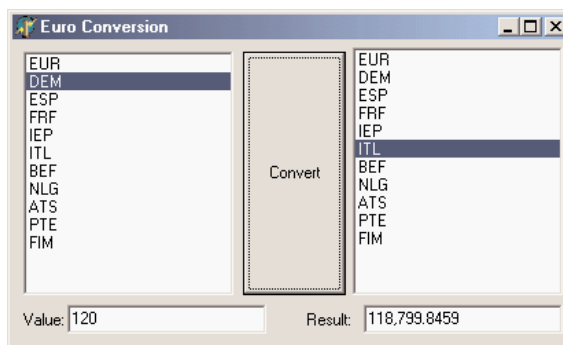 Euro Conversion
EUR
DEM
ESP
FRF
IEP
ITL
BEF
NLG
ATS
PTE
FIM
Convert
EUR
DEM
ESP
FRF
IEP
ITL
BEF
NLG
ATS
PTE
FIM
Value: 120
Result: 118,799.8459